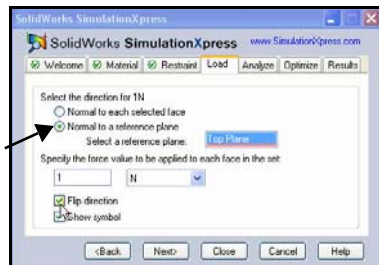 SolidWorks SimulationXpress
SolidWorks SimulationXpress www.SimulationXpress.com
Welcome Material Restraint Load Analyze Optimize Results
Select the direction for 1N
Normal to each selected face
Normal to a reference plane
Select a reference plane: Top Plane
Specify the force value to be applied to each face in the set:
1 N
Flip direction
Show symbol
<Back Next> Close Cancel Help